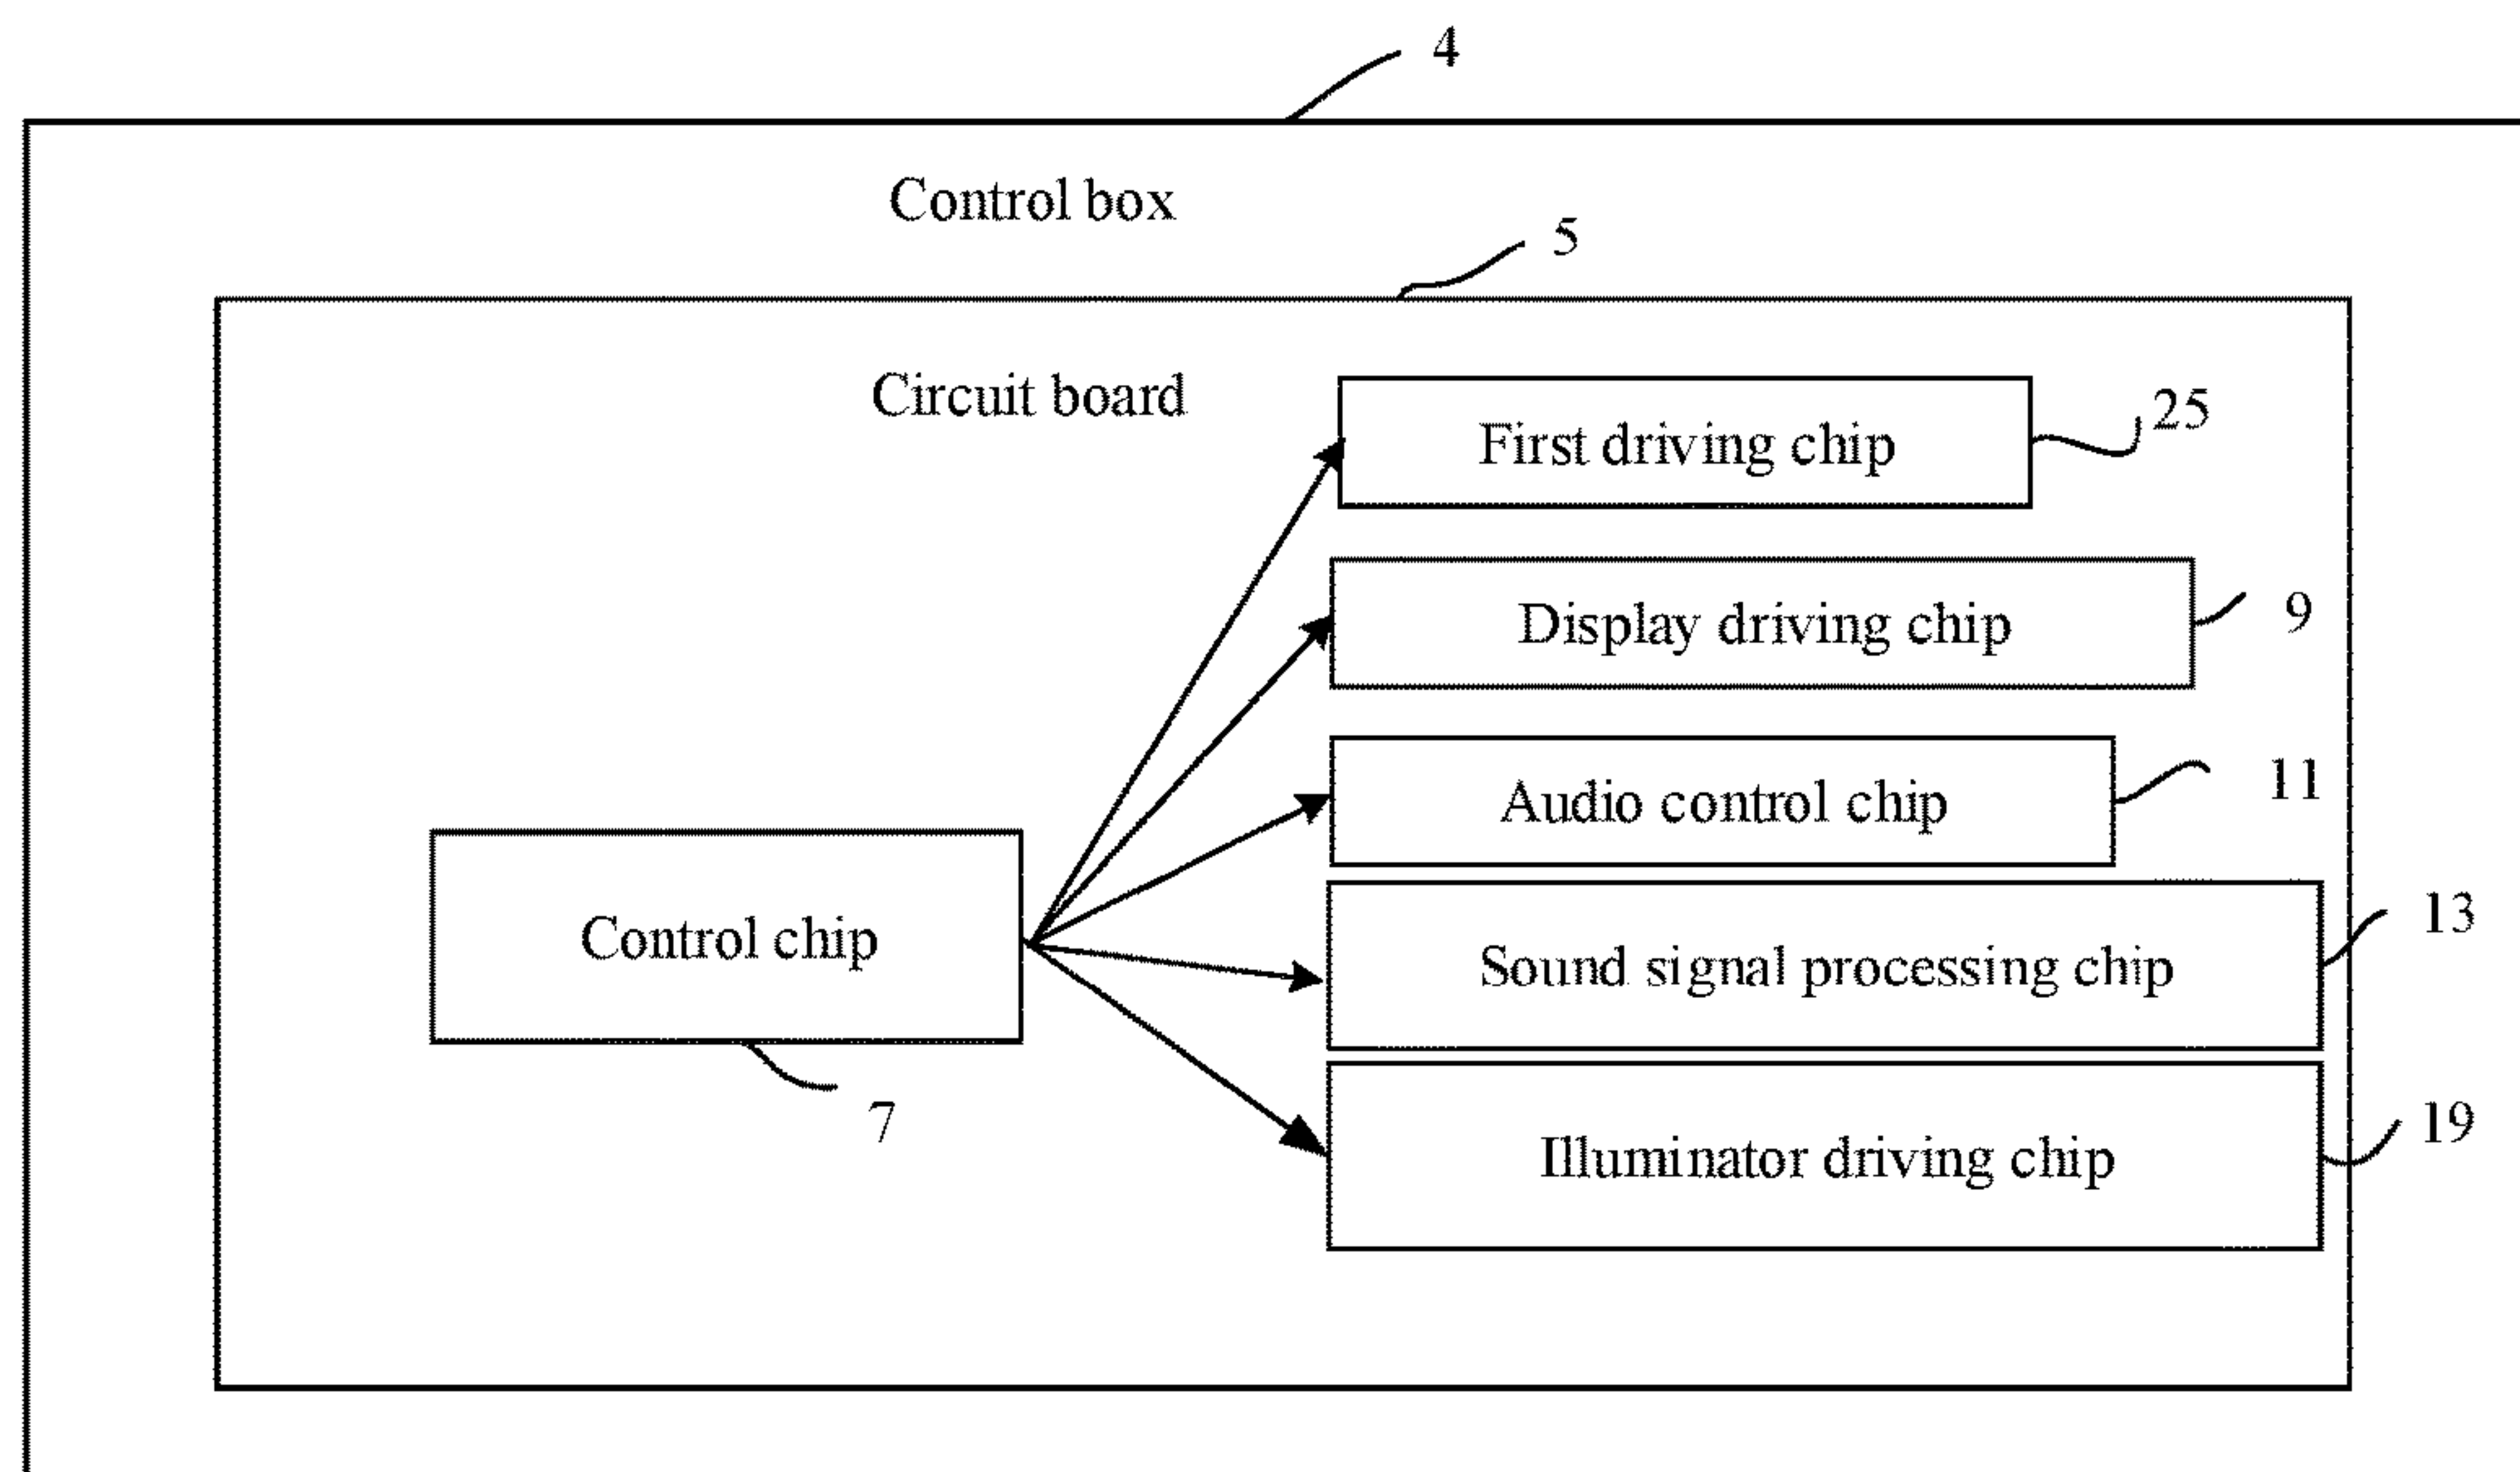 4
Control box
5
Circuit board
First driving chip
25
Display driving chip
9
Audio control chip
11
Control chip
7
Sound signal processing chip
13
Illuminator driving chip
19